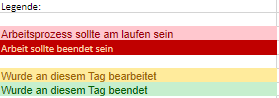 Legende:
Arbeitsprozess sollte am laufen sein
Arbeit sollte beendet sein
Wurde an diesem Tag bearbeitet
Wurde an diesem Tag beendet